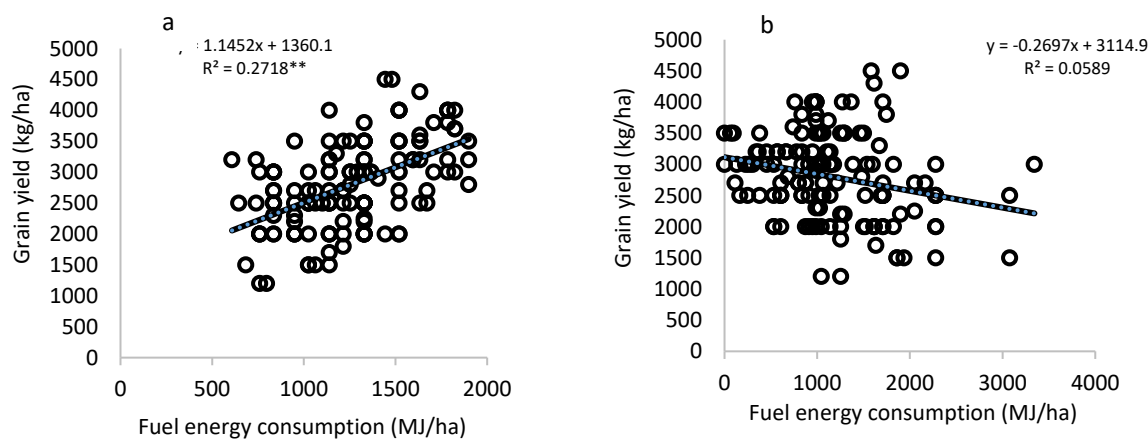 a
= 1.1452x + 1360.1
R² = 0.2718**
5000
4500
4000
3500
3000
2500
2000
1500
1000
500
0
Grain yield (kg/ha)
0 500 1000 1500 2000
Fuel energy consumption (MJ/ha)
b
y = -0.2697x + 3114.9
R² = 0.0589
5000
4500
4000
3500
3000
2500
2000
1500
1000
500
0
Grain yield (kg/ha)
0 1000 2000 3000 4000
Fuel energy consumption (MJ/ha)